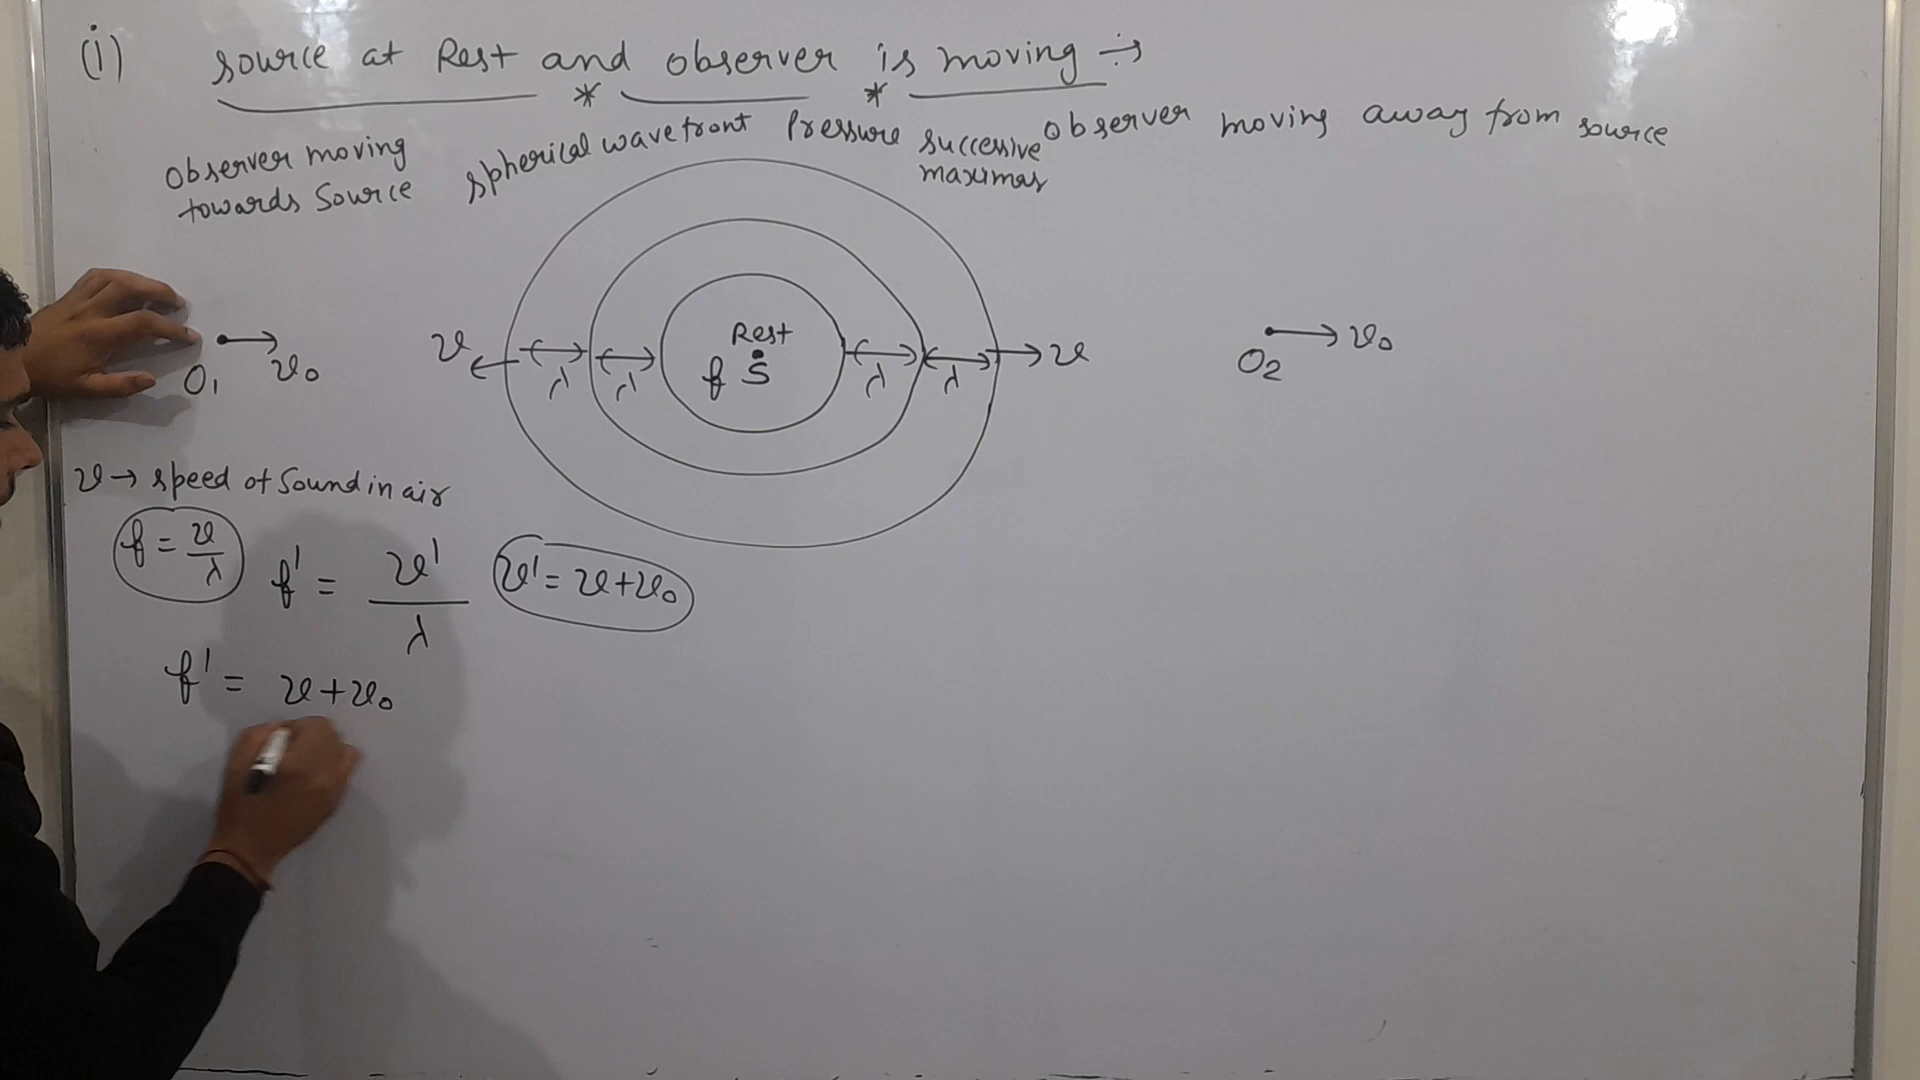 (i) source at Rest and observer is moving :→
* *
observer moving towards Source
spherical wavefront Pressure successive maximas
observer moving away from source
O₁ → v₀
v ← λ λ f S Rest λ λ → v
O₂ → v₀
v → speed of Sound in air
f = v/λ f' = v'/λ v' = v+v₀
f' = v+v₀